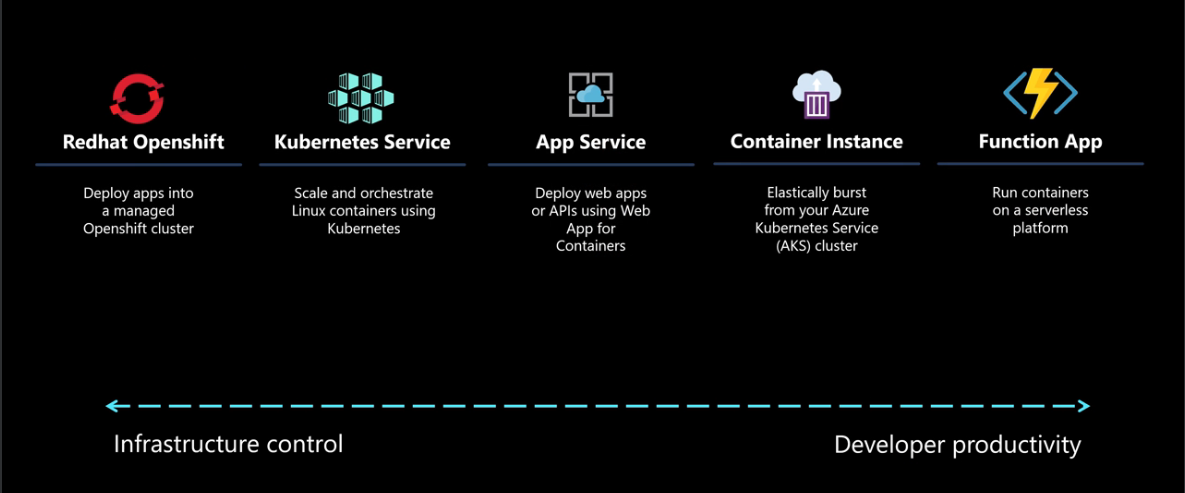 Redhat Openshift
Deploy apps into
a managed
Openshift cluster
Kubernetes Service
Scale and orchestrate
Linux containers using
Kubernetes
App Service
Deploy web apps
or APIs using Web
App for
Containers
Container Instance
Elastically burst
from your Azure
Kubernetes Service
(AKS) cluster
Function App
Run containers
on a serverless
platform
Infrastructure control
Developer productivity